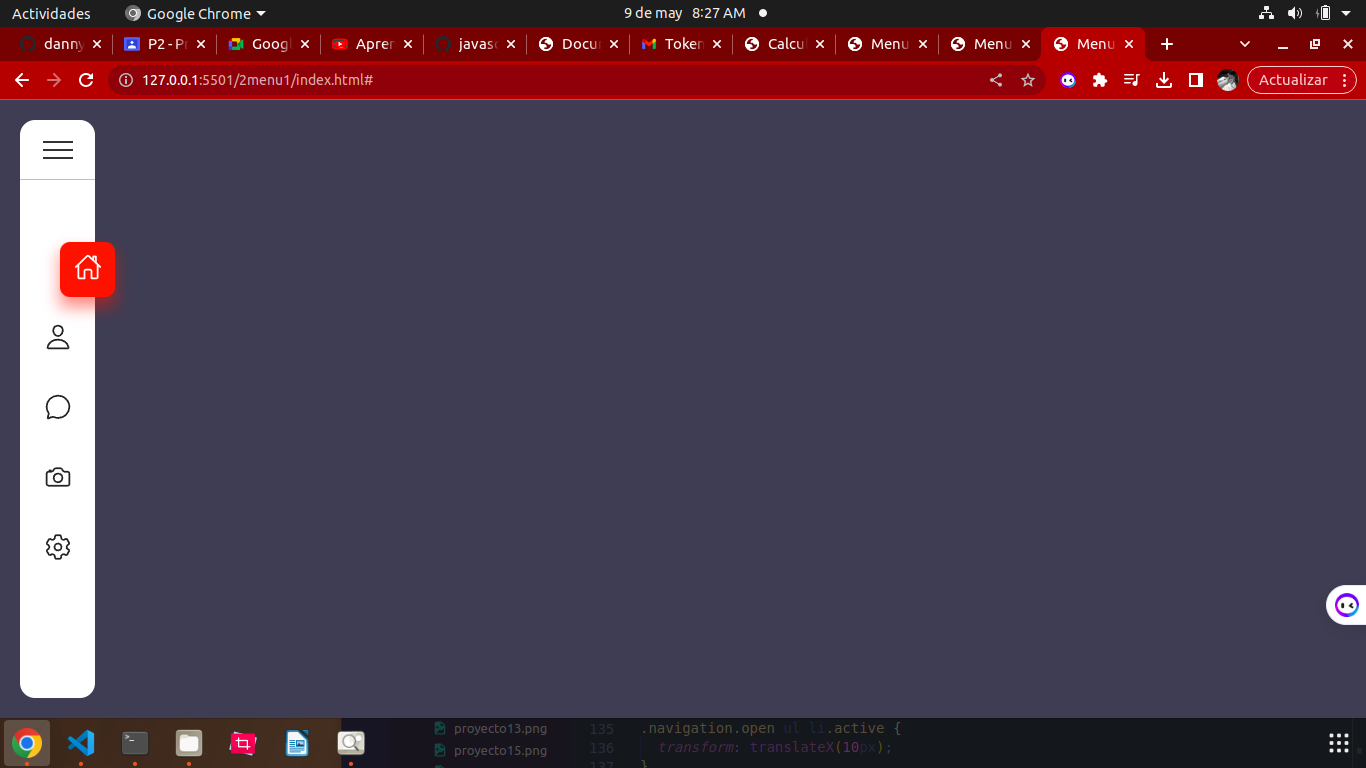 Actividades Google Chrome 9 de may 8:27 AM
danny P2 - Pr Googl Apren javasc Docu Token Calcu Menu Menu Menu
127.0.0.1:5501/2menu1/index.html# Actualizar
proyecto13.png 135 .navigation.open ul li.active {
proyecto15.png 136 transform: translateX(10px);
137 }